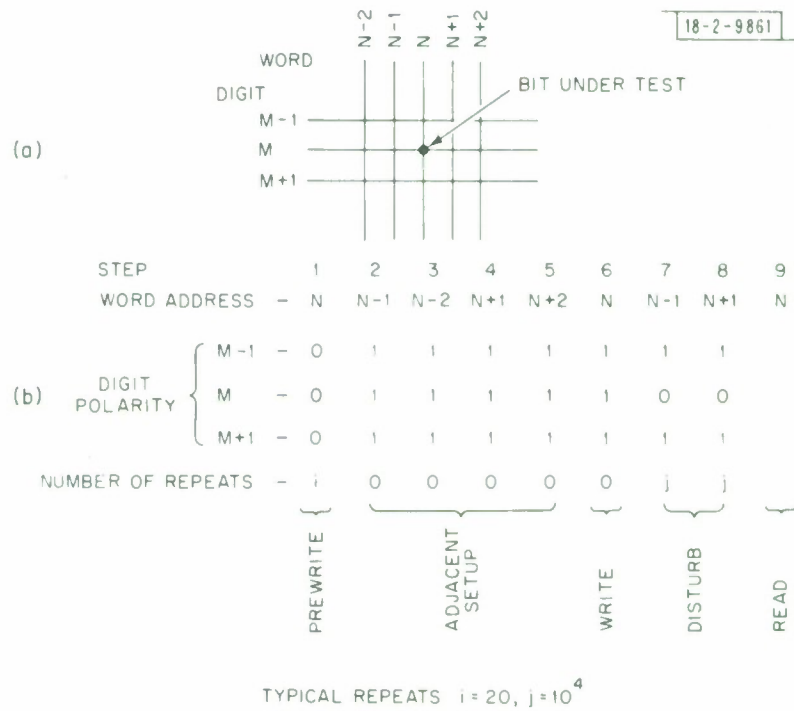 18-2-9861
N-2 N-1 N N+1 N+2
WORD
DIGIT
BIT UNDER TEST
M-1
(a)
M
M+1
STEP 1 2 3 4 5 6 7 8 9
WORD ADDRESS - N N-1 N-2 N+1 N+2 N N-1 N+1 N
M-1 - 0 1 1 1 1 1 1 1
(b) DIGIT POLARITY M - 0 1 1 1 1 1 0 0
M+1 - 0 1 1 1 1 1 1 1
NUMBER OF REPEATS - i 0 0 0 0 0 j j
PREWRITE
ADJACENT SETUP
WRITE
DISTURB
READ
TYPICAL REPEATS i = 20, j = 10⁴